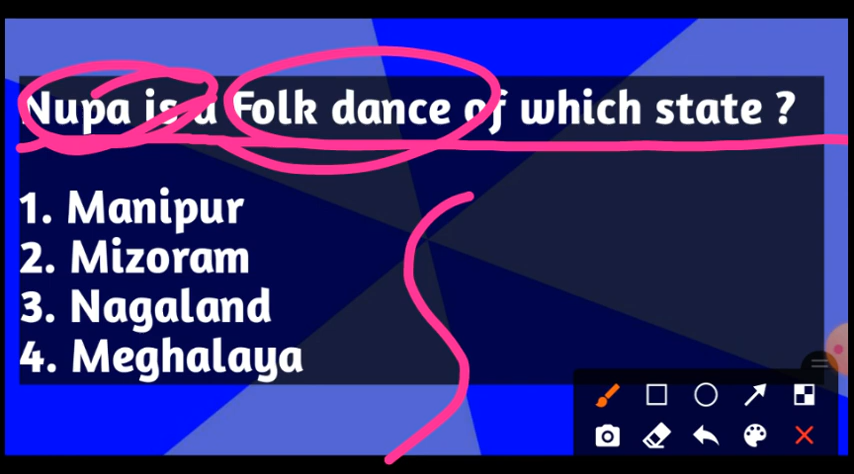 Nupa is a Folk dance of which state ?
1. Manipur
2. Mizoram
3. Nagaland
4. Meghalaya